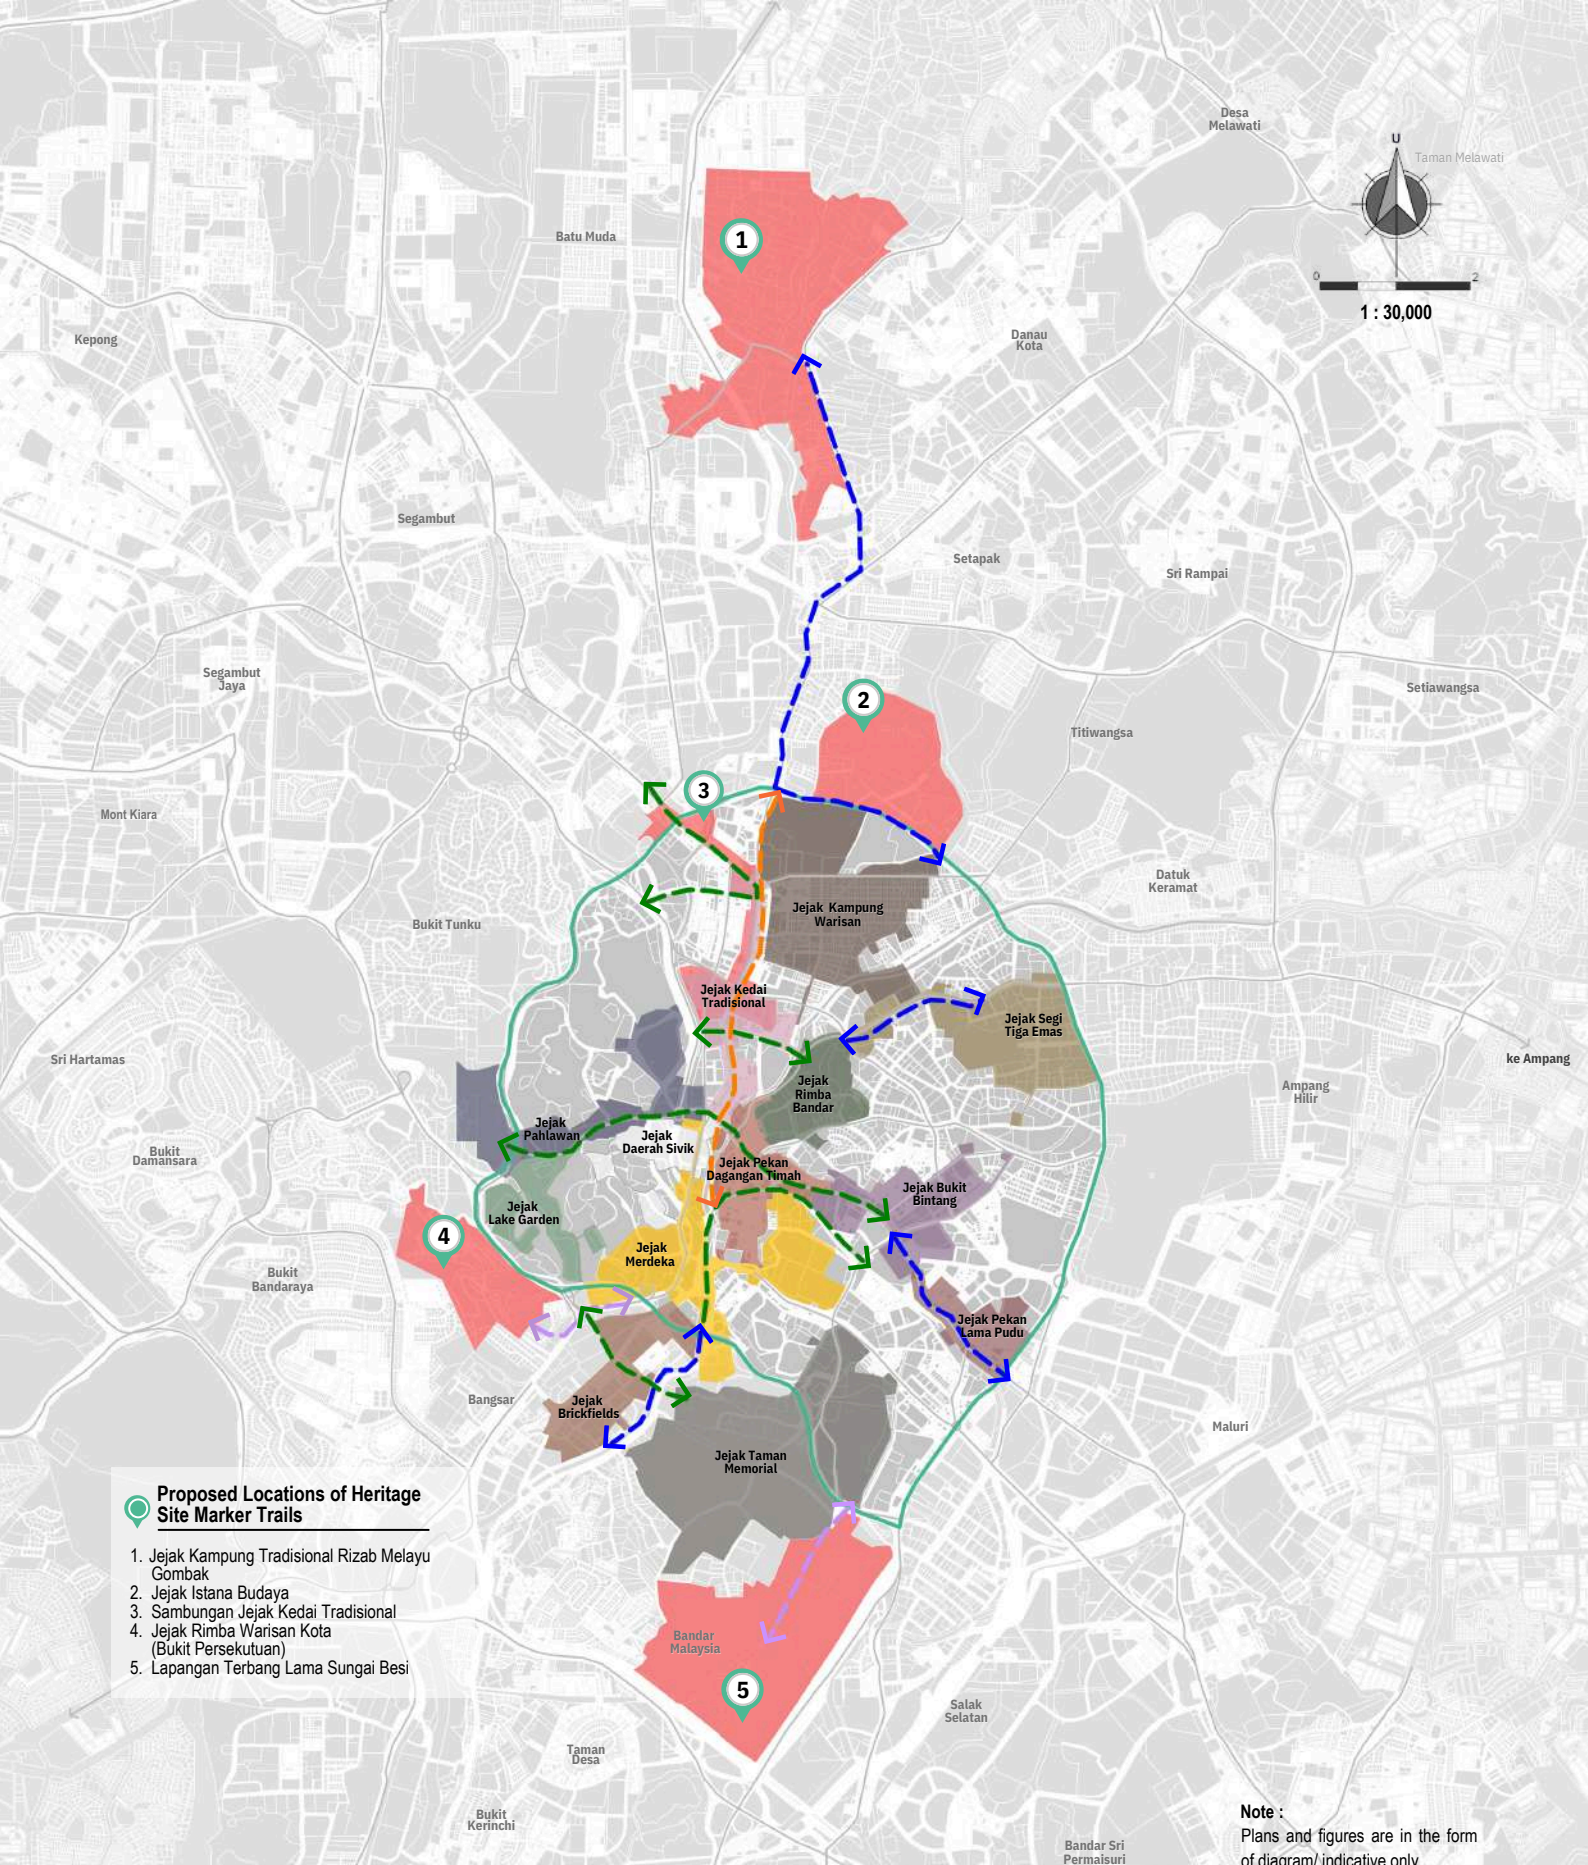 Desa
Melawati
U
Taman Melawati
1
Batu Muda
0
2
1 : 30,000
Kepong
Danau
Kota
Segambut
Setapak
Sri Rampai
Segambut
Jaya
Setiawangsa
2
Titiwangsa
3
Mont Kiara
Datuk
Keramat
Jejak Kampung
Warisan
Bukit Tunku
Jejak Kedai
Tradisional
Jejak Segi
Tiga Emas
Sri Hartamas
ke Ampang
Jejak
Rimba
Bandar
Ampang
Hilir
Jejak
Pahlawan
Jejak
Daerah Sivik
Bukit
Damansara
Jejak Pekan
Dagangan Timah
Jejak Bukit
Bintang
Jejak
Lake Garden
4
Jejak
Merdeka
Bukit
Bandaraya
Jejak Pekan
Lama Pudu
Bangsar
Jejak
Brickfields
Maluri
Jejak Taman
Memorial
Proposed Locations of Heritage
Site Marker Trails
1. Jejak Kampung Tradisional Rizab Melayu
Gombak
2. Jejak Istana Budaya
3. Sambungan Jejak Kedai Tradisional
4. Jejak Rimba Warisan Kota
(Bukit Persekutuan)
5. Lapangan Terbang Lama Sungai Besi
Bandar
Malaysia
5
Salak
Selatan
Taman
Desa
Bukit
Kerinchi
Bandar Sri
Permaisuri
Note :
Plans and figures are in the form
of diagram/ indicative only